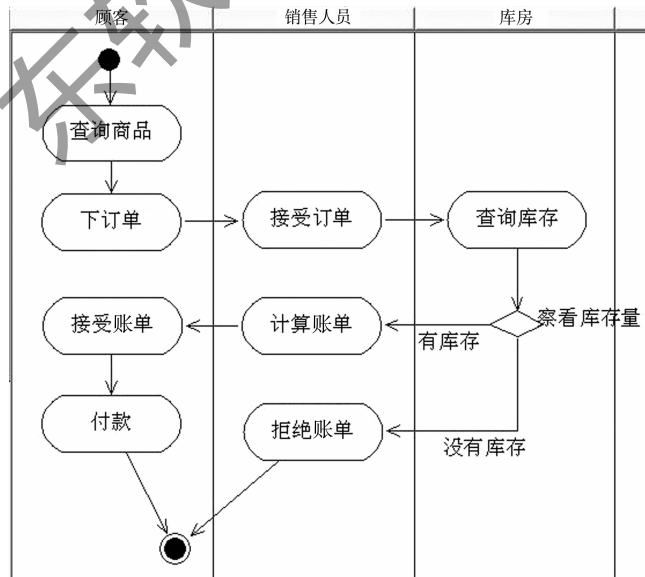 顾客 销售人员 库房
东软
查询商品
下订单 接受订单 查询库存
接受账单 计算账单 有库存 察看库存量
付款 拒绝账单 没有库存